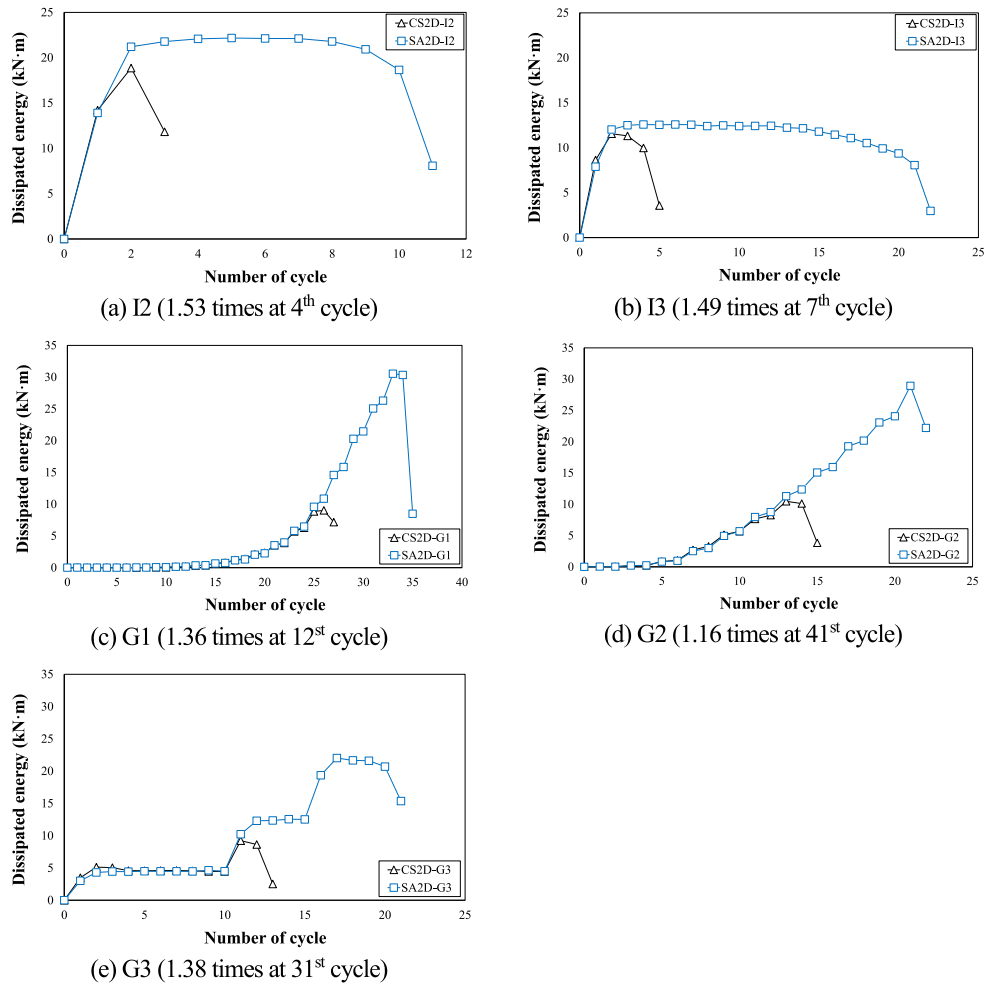 CS2D-I2
SA2D-I2
Dissipated energy (kN·m)
25
20
15
10
5
0
0 2 4 6 8 10 12
Number of cycle
(a) I2 (1.53 times at 4th cycle)
CS2D-I3
SA2D-I3
Dissipated energy (kN·m)
25
20
15
10
5
0
0 5 10 15 20 25
Number of cycle
(b) I3 (1.49 times at 7th cycle)
Dissipated energy (kN·m)
35
30
25
20
15
10
5
0
CS2D-G1
SA2D-G1
0 5 10 15 20 25 30 35 40
Number of cycle
(c) G1 (1.36 times at 12st cycle)
Dissipated energy (kN·m)
35
30
25
20
15
10
5
0
CS2D-G2
SA2D-G2
0 5 10 15 20 25
Number of cycle
(d) G2 (1.16 times at 41st cycle)
Dissipated energy (kN·m)
35
30
25
20
15
10
5
0
CS2D-G3
SA2D-G3
0 5 10 15 20 25
Number of cycle
(e) G3 (1.38 times at 31st cycle)